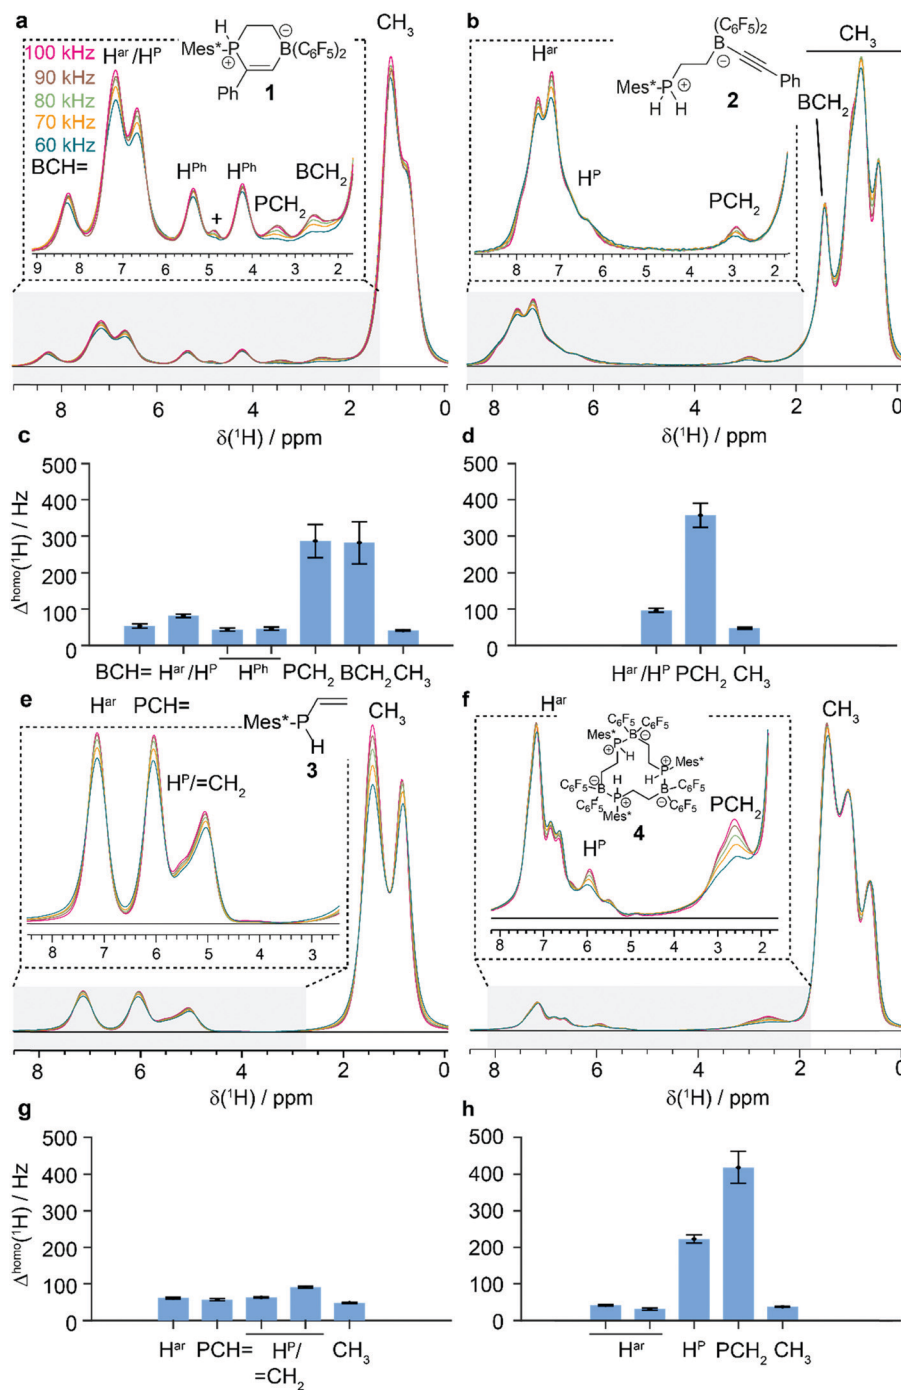 a
H
Mes*
P
⊕
⊖
B
(C₆F₅)₂
Ph
1
CH₃
100 kHz
90 kHz
80 kHz
70 kHz
60 kHz
Hᵃʳ/Hᴾ
BCH=
Hᴾʰ
+
Hᴾʰ
PCH₂
BCH₂
9 8 7 6 5 4 3 2
8 6 4 2 0
δ(¹H) / ppm
b
(C₆F₅)₂
B
⊖
Mes*
P
⊕
H H
Ph
2
Hᵃʳ
Hᴾ
PCH₂
CH₃
BCH₂
8 7 6 5 4 3 2
8 6 4 2 0
δ(¹H) / ppm
c
Δʰᵒᵐᵒ(¹H) / Hz
500
400
300
200
100
0
BCH= Hᵃʳ/Hᴾ Hᴾʰ PCH₂ BCH₂ CH₃
d
500
400
300
200
100
0
Hᵃʳ/Hᴾ PCH₂ CH₃
e
Hᵃʳ PCH=
Hᴾ/=CH₂
Mes*
P
H
3
CH₃
8 7 6 5 4 3
8 6 4 2 0
δ(¹H) / ppm
f
Hᵃʳ
Hᴾ
PCH₂
CH₃
C₆F₅ C₆F₅
Mes* B ⊖
⊕ P H
H P Mes*
⊕
C₆F₅ ⊖ H B C₆F₅
B P ⊖
C₆F₅ C₆F₅ ⊕ C₆F₅
Mes*
4
8 7 6 5 4 3 2
8 6 4 2 0
δ(¹H) / ppm
g
Δʰᵒᵐᵒ(¹H) / Hz
500
400
300
200
100
0
Hᵃʳ PCH= Hᴾ/ CH₃
=CH₂
h
500
400
300
200
100
0
Hᵃʳ Hᴾ PCH₂ CH₃